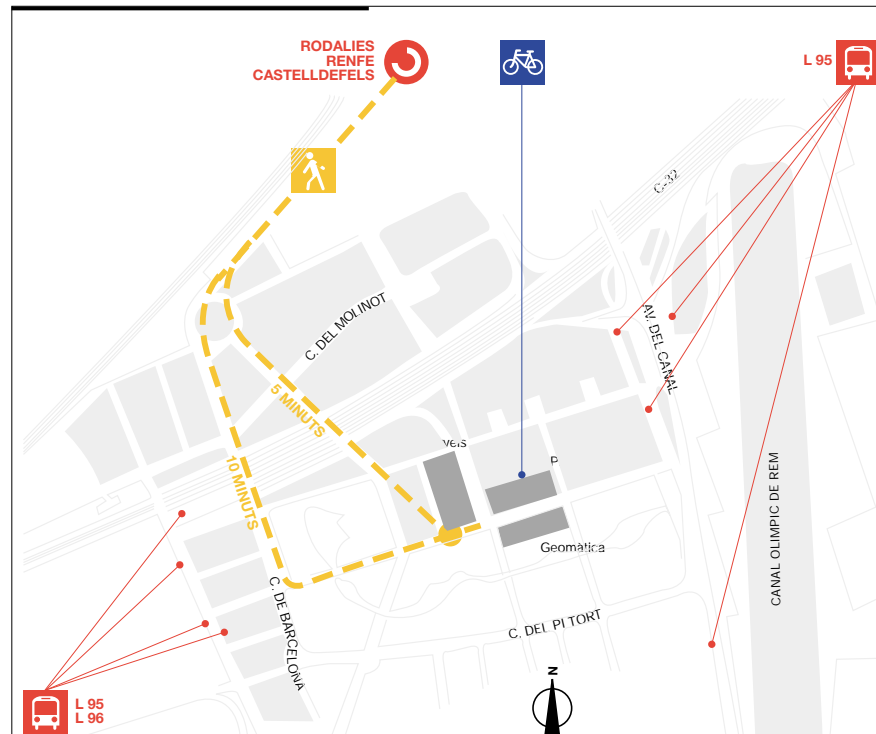 RODALIES
RENFE
CASTELLDEFELS
L 95
C-32
C. DEL MOLINOT
AV. DEL CANAL
5 MINUTS
10 MINUTS
Geomàtica
CANAL OLIMPIC DE REM
C. DE BARCELONA
C. DEL PI TORT
N
L 95
L 96